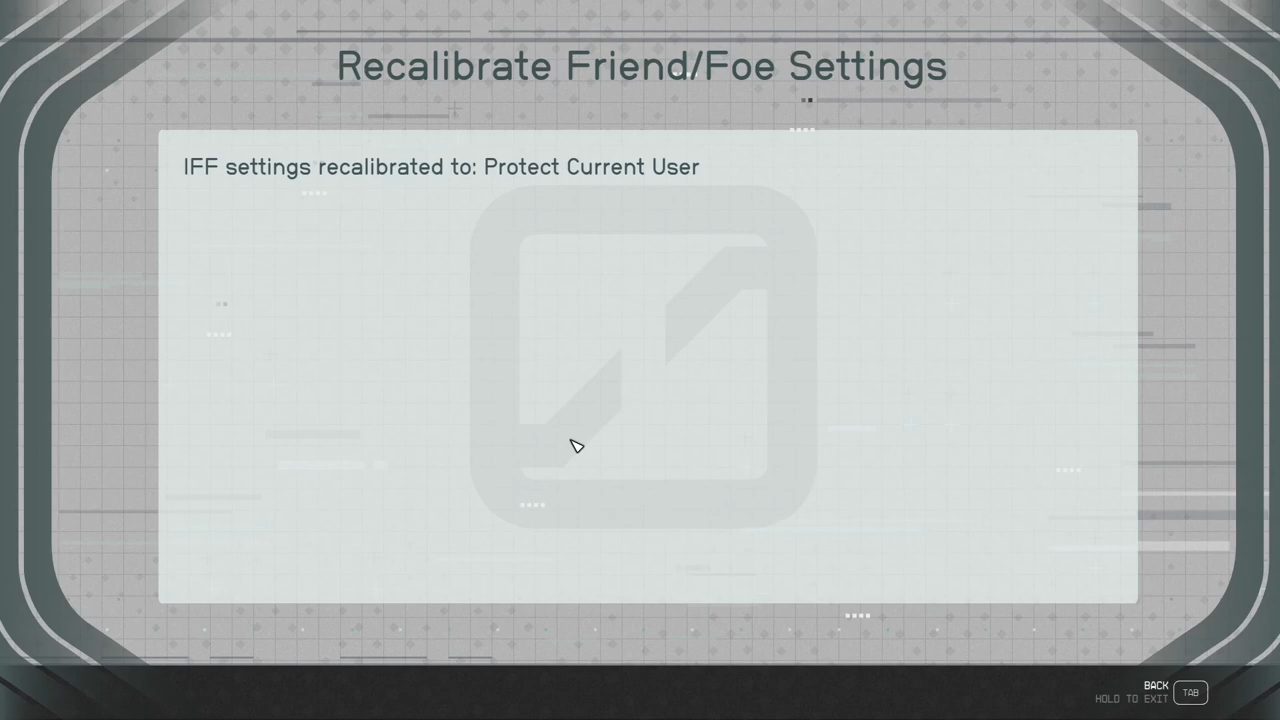 Recalibrate Friend/Foe Settings
IFF settings recalibrated to: Protect Current User
BACK
HOLD TO EXIT
TAB